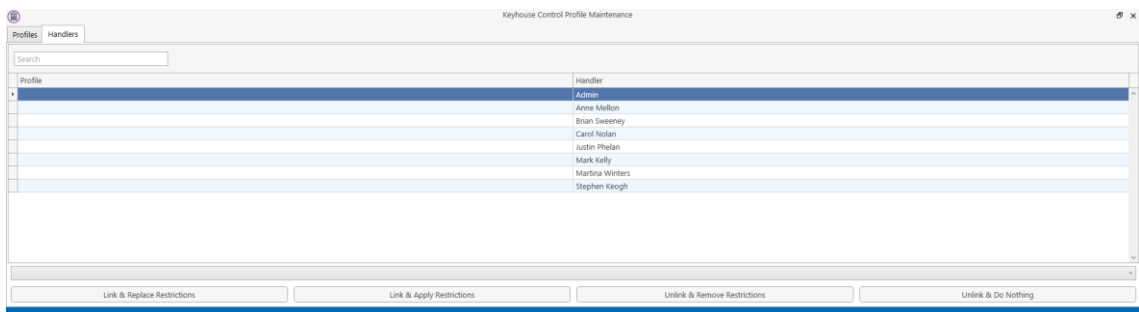 Keyhouse Control Profile Maintenance
Profiles Handlers
Search
Profile Handler
Admin
Anne Mellon
Brian Sweeney
Carol Nolan
Justin Phelan
Mark Kelly
Martina Winters
Stephen Keogh
Link & Replace Restrictions Link & Apply Restrictions Unlink & Remove Restrictions Unlink & Do Nothing